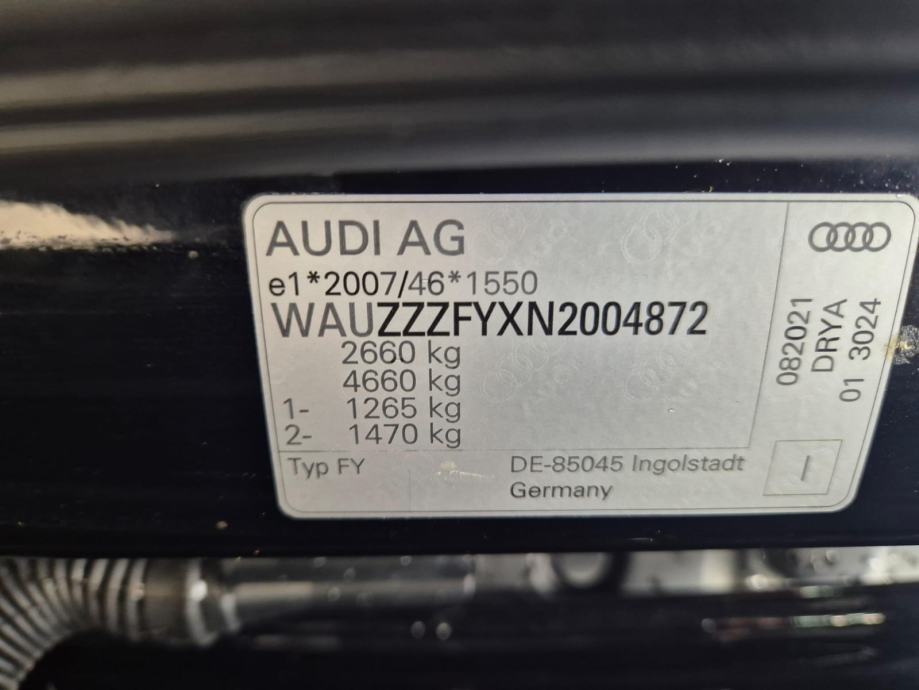 AUDI AG
e1*2007/46*1550
WAUZZZFYXN2004872
2660 kg
4660 kg
1- 1265 kg
2- 1470 kg
Typ FY
DE-85045 Ingolstadt
Germany
082021
DRYA
01 3024
I